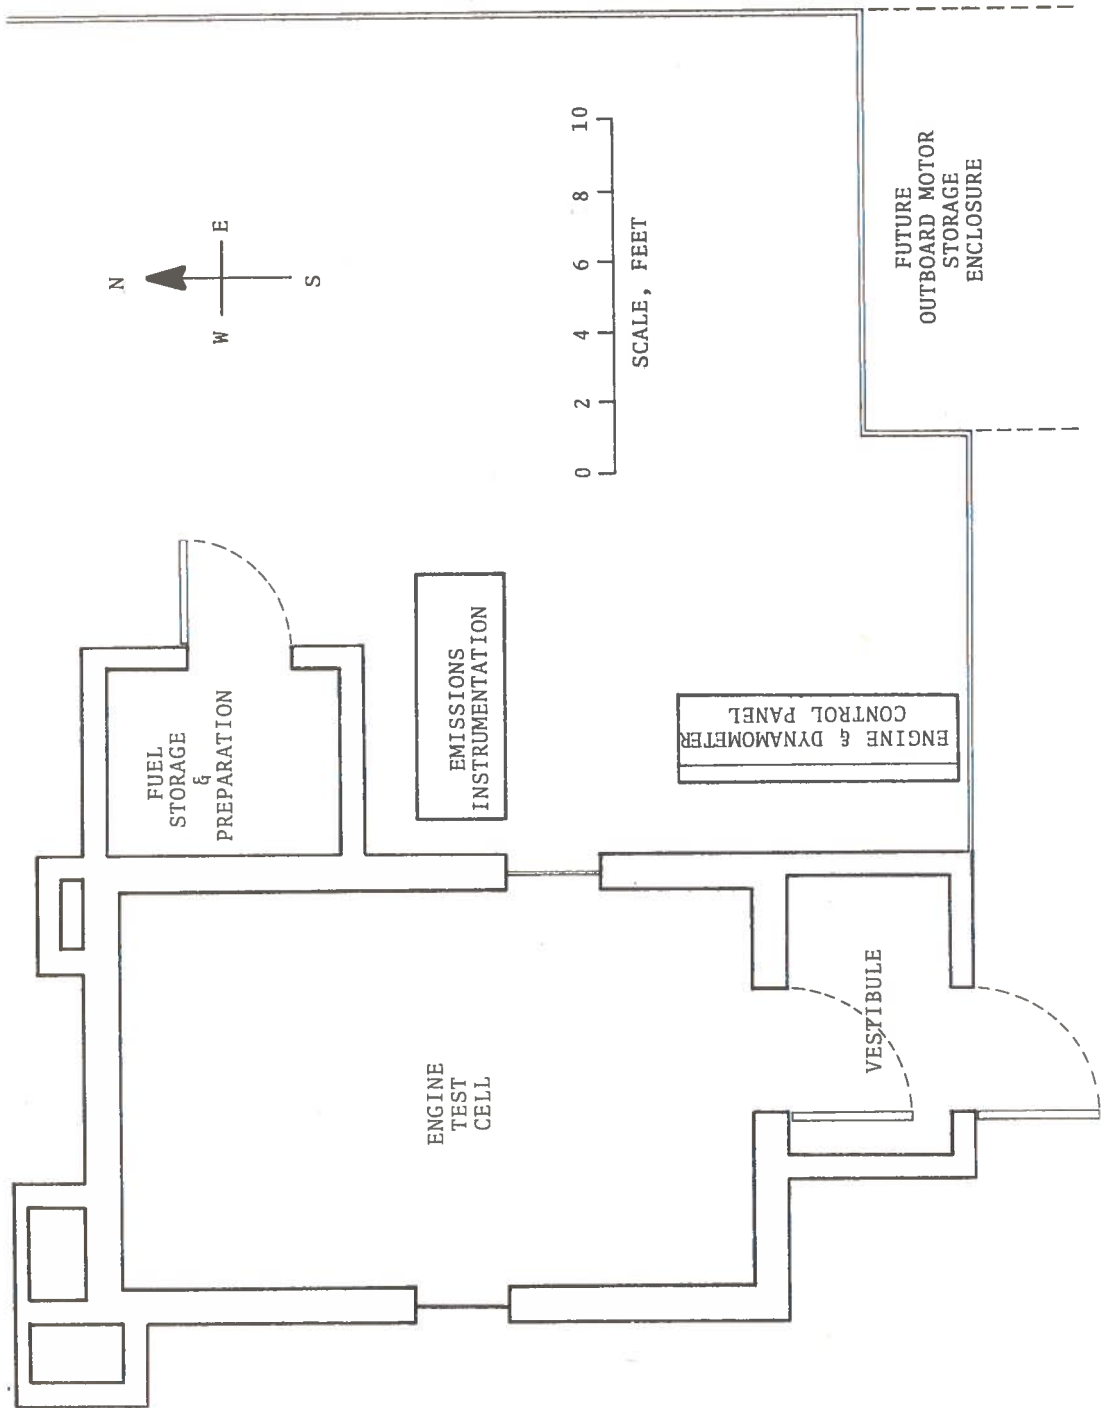 N
W E
S
FUEL
STORAGE
&
PREPARATION
EMISSIONS
INSTRUMENTATION
0 2 4 6 8 10
SCALE, FEET
ENGINE
TEST
CELL
ENGINE & DYNAMOMETER
CONTROL PANEL
VESTIBULE
FUTURE
OUTBOARD MOTOR
STORAGE
ENCLOSURE